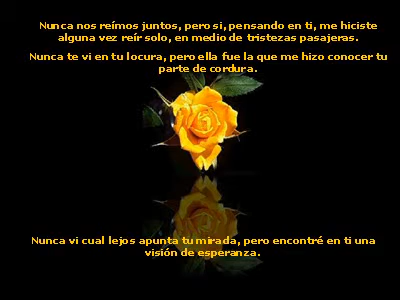 Nunca nos reímos juntos, pero si, pensando en ti, me hiciste
alguna vez reír solo, en medio de tristezas pasajeras.
Nunca te vi en tu locura, pero ella fue la que me hizo conocer tu
parte de cordura.
Nunca vi cual lejos apunta tu mirada, pero encontré en ti una
visión de esperanza.